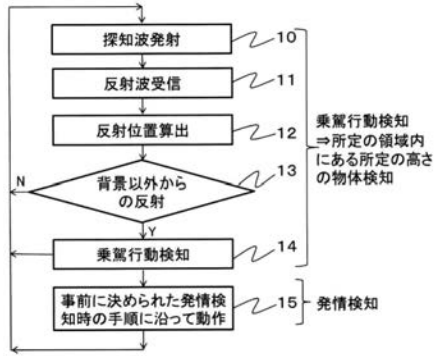 探知波発射
10
反射波受信
11
反射位置算出
12
背景以外から
の反射
13
N
Y
乗駕行動検知
14
事前に決められた発情検
知時の手順に沿って動作
15
乗駕行動検知
⇒所定の領域内
にある所定の高さ
の物体検知
発情検知